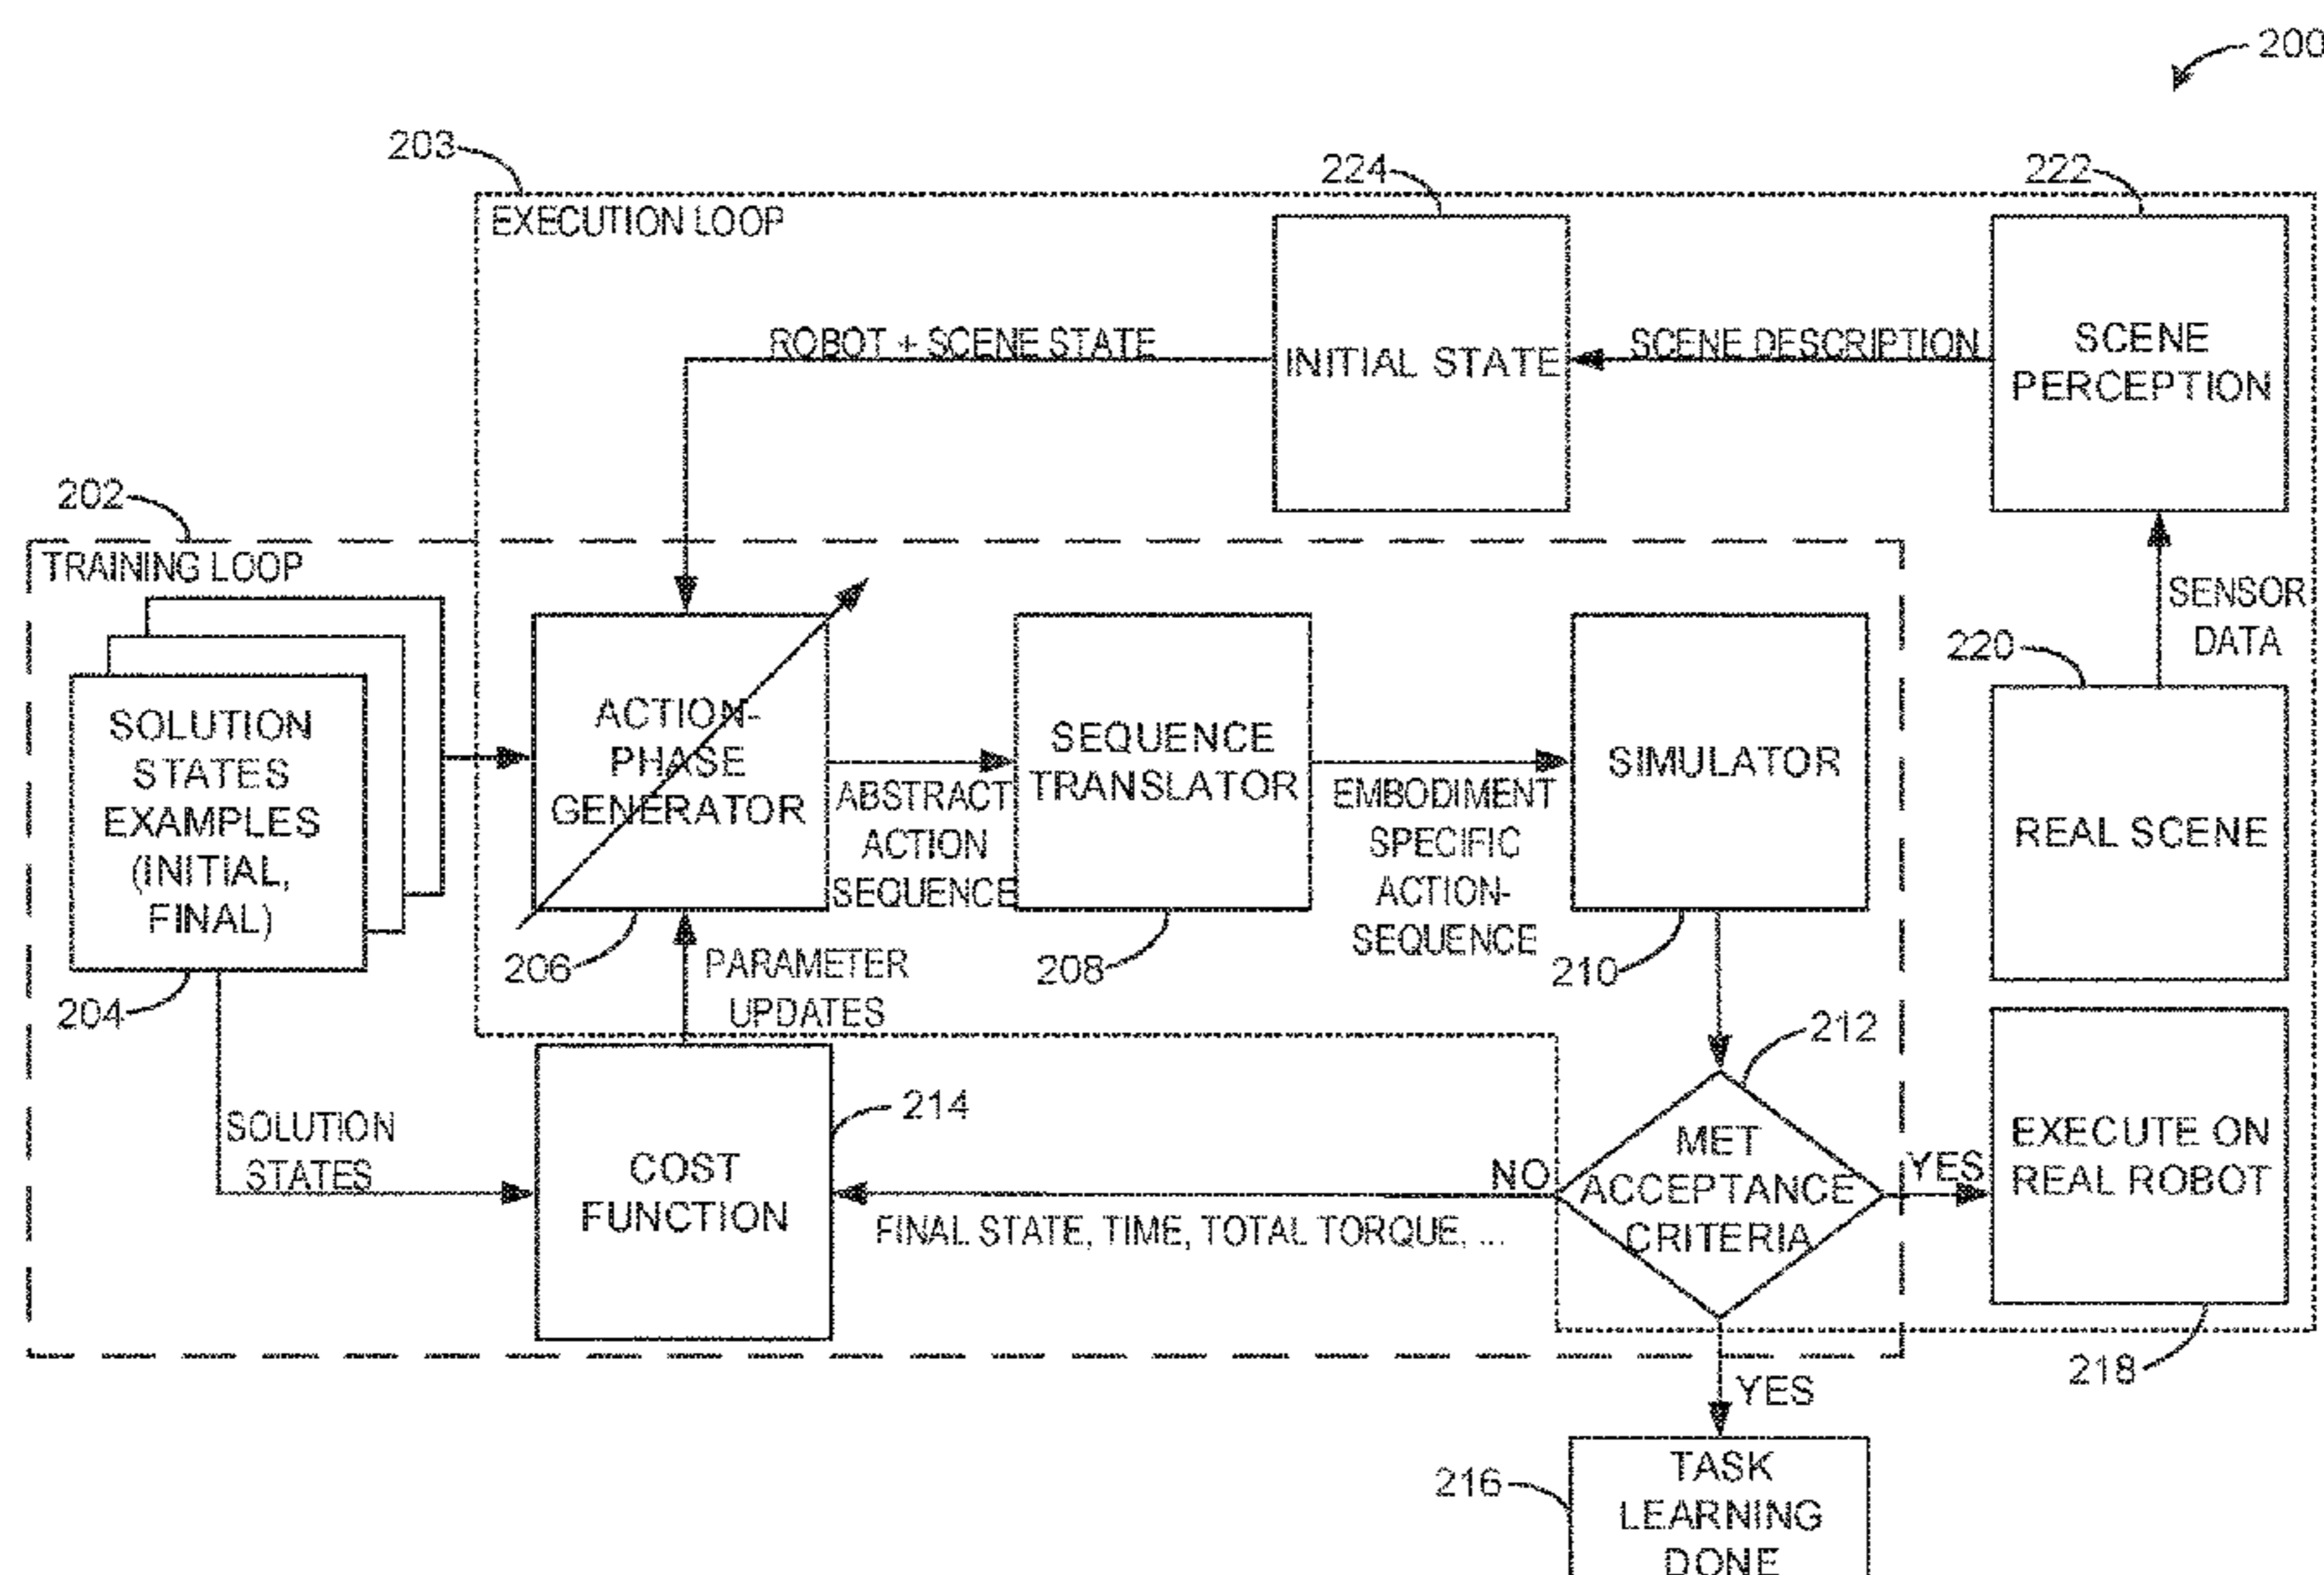 200
203
224
222
EXECUTION LOOP
ROBOT + SCENE STATE
INITIAL STATE
SCENE DESCRIPTION
SCENE
PERCEPTION
202
TRAINING LOOP
SENSOR
DATA
220
SOLUTION
STATES
EXAMPLES
(INITIAL,
FINAL)
204
ACTION-
PHASE
GENERATOR
206
ABSTRACT
ACTION
SEQUENCE
SEQUENCE
TRANSLATOR
208
EMBODIMENT
SPECIFIC
ACTION-
SEQUENCE
SIMULATOR
210
REAL SCENE
PARAMETER
UPDATES
212
SOLUTION
STATES
COST
FUNCTION
214
NO
FINAL STATE, TIME, TOTAL TORQUE, ...
MET
ACCEPTANCE
CRITERIA
YES
EXECUTE ON
REAL ROBOT
218
YES
216
TASK
LEARNING
DONE